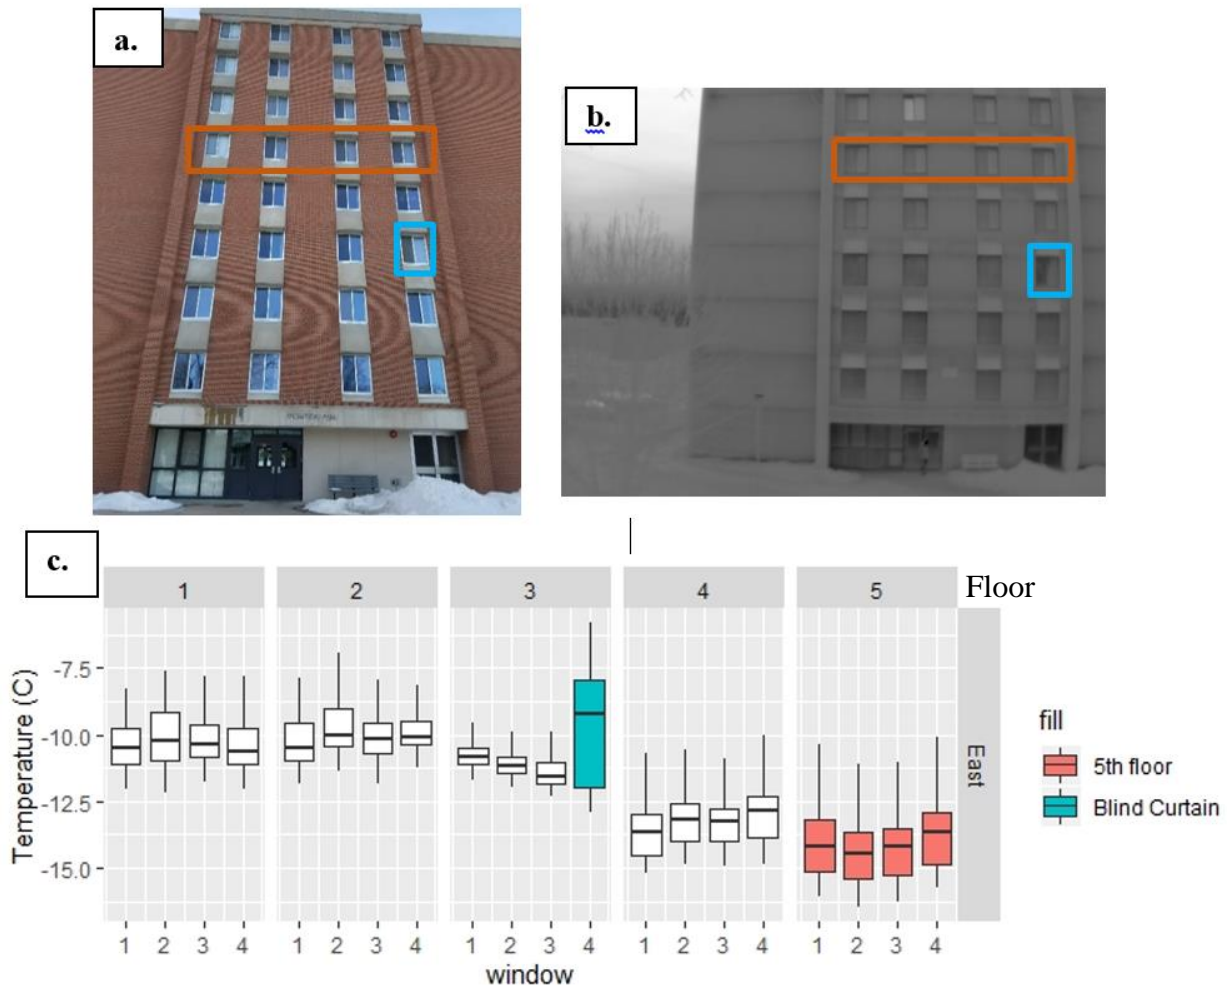 a.
b.
c.
1 2 3 4 5 Floor
Temperature (C)
-7.5
-10.0
-12.5
-15.0
East
fill
5th floor
Blind Curtain
1 2 3 4 1 2 3 4 1 2 3 4 1 2 3 4 1 2 3 4
window